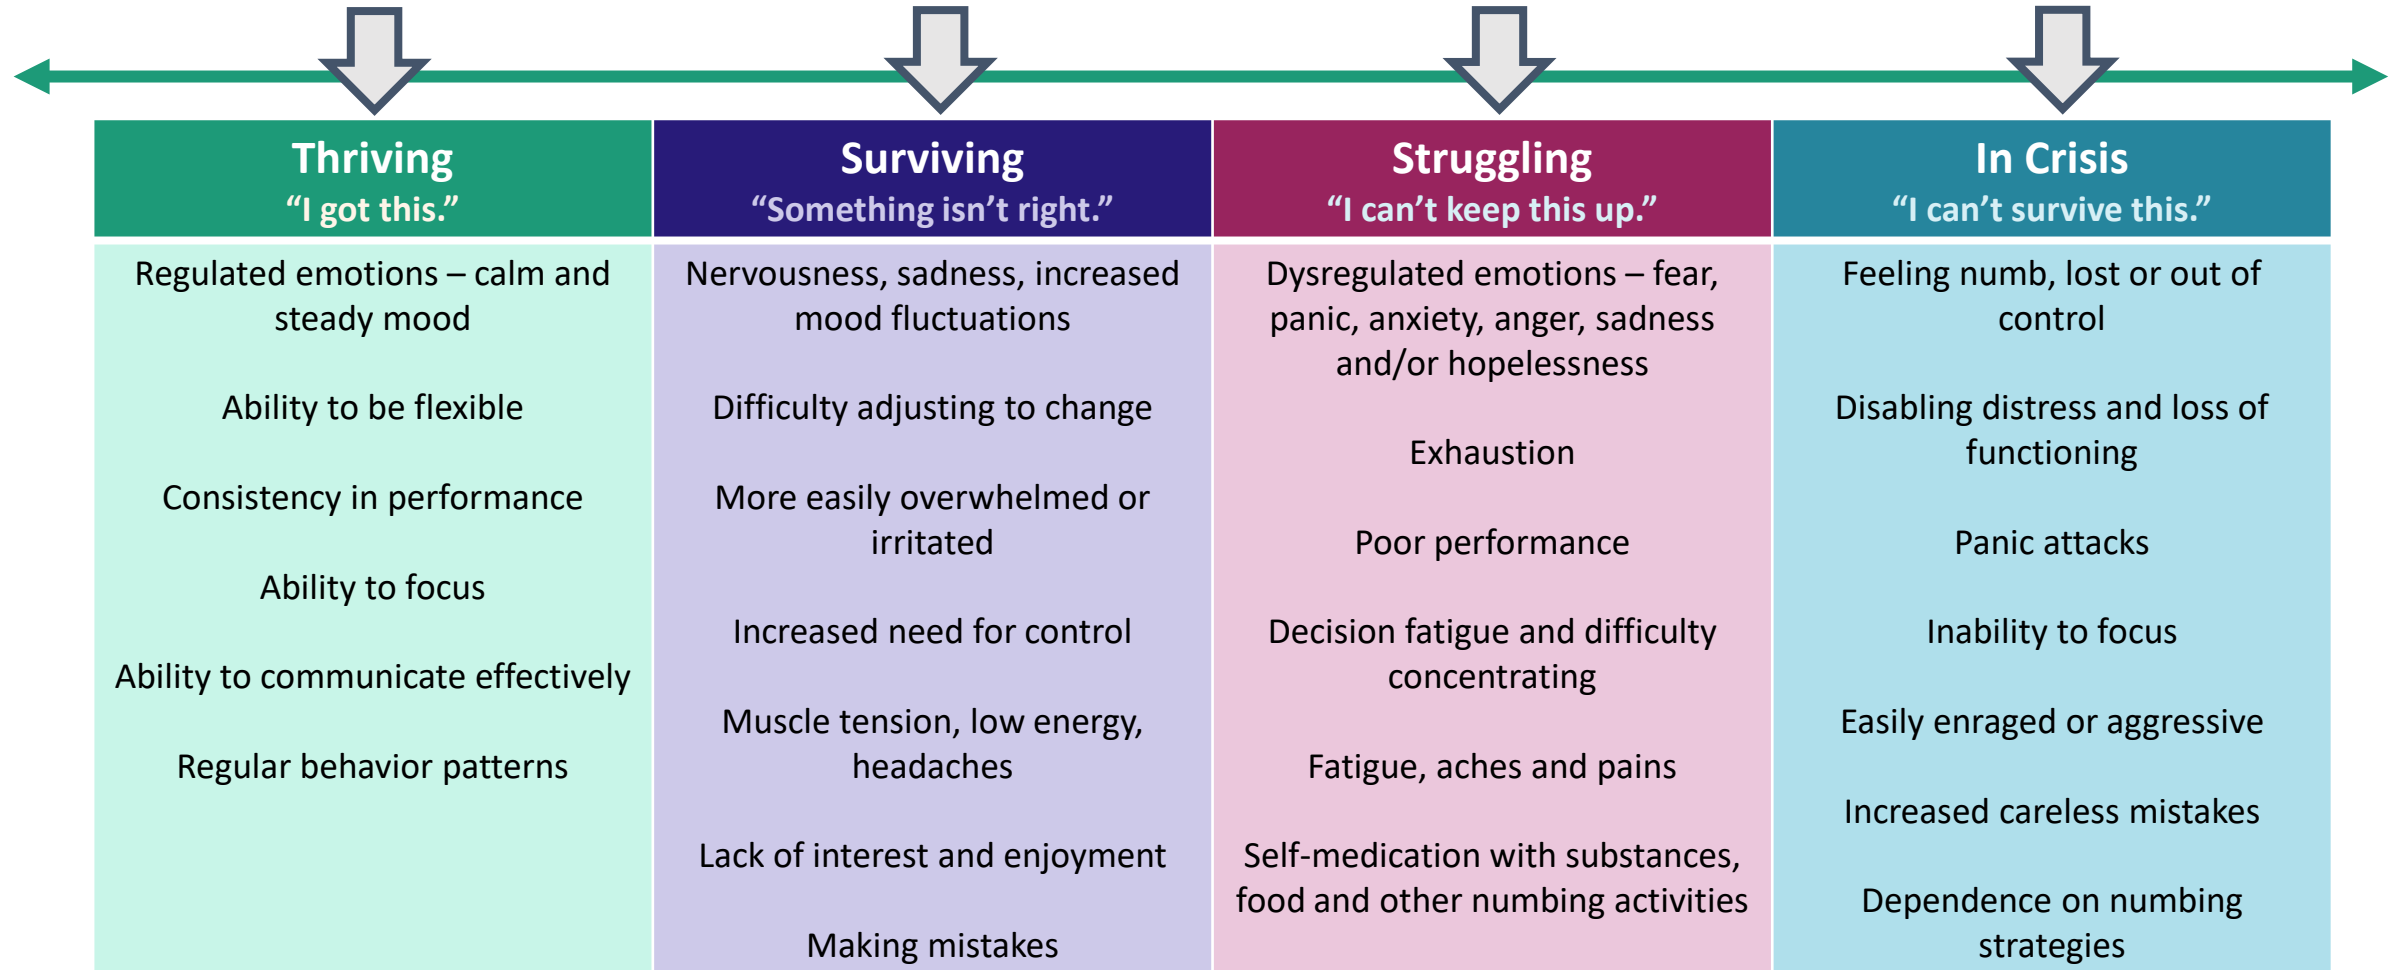 Thriving
“I got this.”
Surviving
“Something isn’t right.”
Struggling
“I can’t keep this up.”
In Crisis
“I can’t survive this.”
Regulated emotions – calm and
steady mood
Ability to be flexible
Consistency in performance
Ability to focus
Ability to communicate effectively
Regular behavior patterns
Nervousness, sadness, increased
mood fluctuations
Difficulty adjusting to change
More easily overwhelmed or
irritated
Increased need for control
Muscle tension, low energy,
headaches
Lack of interest and enjoyment
Making mistakes
Dysregulated emotions – fear,
panic, anxiety, anger, sadness
and/or hopelessness
Exhaustion
Poor performance
Decision fatigue and difficulty
concentrating
Fatigue, aches and pains
Self-medication with substances,
food and other numbing activities
Feeling numb, lost or out of
control
Disabling distress and loss of
functioning
Panic attacks
Inability to focus
Easily enraged or aggressive
Increased careless mistakes
Dependence on numbing
strategies